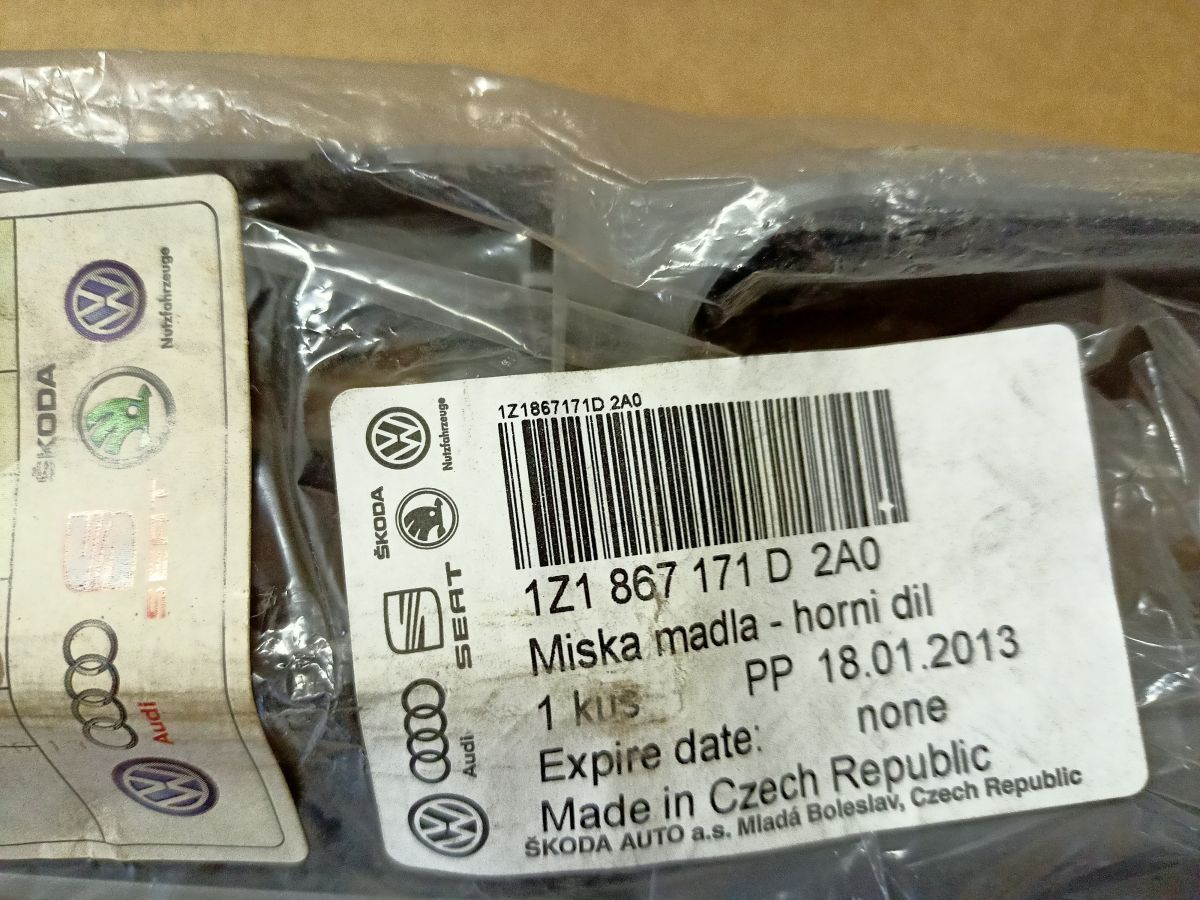 Nutzfahrzeuge
ŠKODA
SEAT
Audi
1Z1867171D 2A0
Nutzfahrzeuge
ŠKODA
SEAT
Audi
1Z1 867 171 D 2A0
Miska madla - horni dil
PP 18.01.2013
1 kus
Expire date: none
Made in Czech Republic
ŠKODA AUTO a.s. Mladá Boleslav, Czech Republic